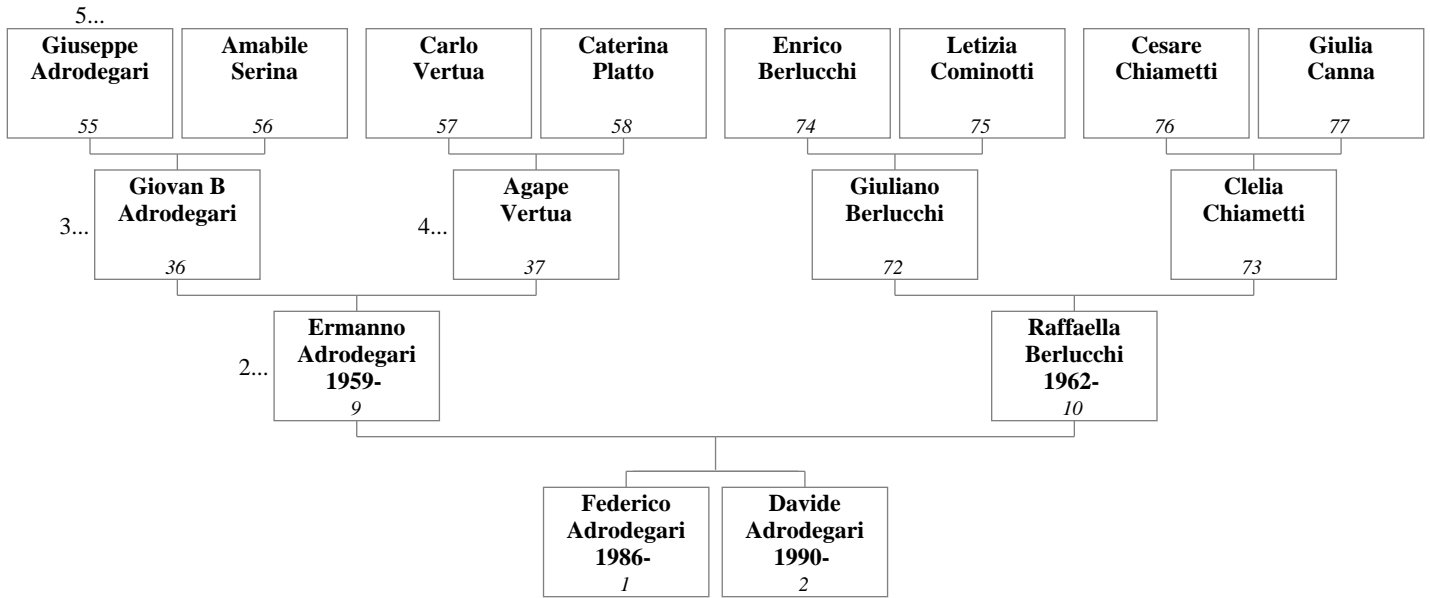 5...
Giuseppe
Adrodegari
55
Amabile
Serina
56
Carlo
Vertua
57
Caterina
Platto
58
Enrico
Berlucchi
74
Letizia
Cominotti
75
Cesare
Chiametti
76
Giulia
Canna
77
3...
Giovan B
Adrodegari
36
4...
Agape
Vertua
37
Giuliano
Berlucchi
72
Clelia
Chiametti
73
2...
Ermanno
Adrodegari
1959-
9
Raffaella
Berlucchi
1962-
10
Federico
Adrodegari
1986-
1
Davide
Adrodegari
1990-
2